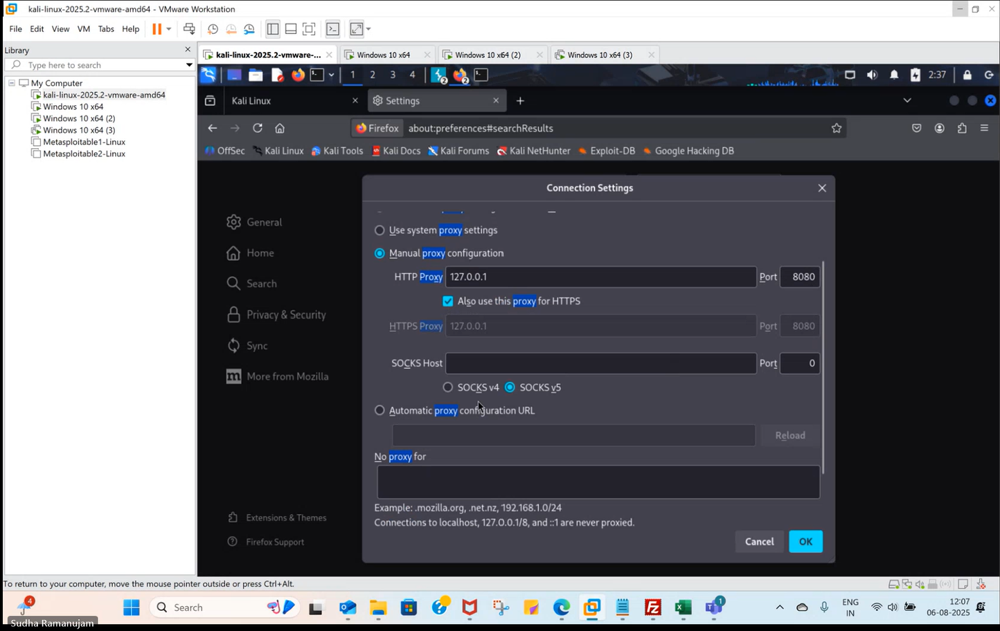 kali-linux-2025.2-vmware-amd64 - VMware Workstation
File Edit View VM Tabs Help
Library
Type here to search
My Computer
kali-linux-2025.2-vmware-amd64
Windows 10 x64
Windows 10 x64 (2)
Windows 10 x64 (3)
Metasploitable1-Linux
Metasploitable2-Linux
kali-linux-2025.2-vmware-... Windows 10 x64 Windows 10 x64 (2) Windows 10 x64 (3)
1 2 3 4 2 2 2:37
Kali Linux Settings
Firefox about:preferences#searchResults
OffSec Kali Linux Kali Tools Kali Docs Kali Forums Kali NetHunter Exploit-DB Google Hacking DB
General
Home
Search
Privacy & Security
Sync
More from Mozilla
Extensions & Themes
Firefox Support
Connection Settings
Use system proxy settings
Manual proxy configuration
HTTP Proxy 127.0.0.1 Port 8080
Also use this proxy for HTTPS
HTTPS Proxy 127.0.0.1 Port 8080
SOCKS Host Port 0
SOCKS v4 SOCKS v5
Automatic proxy configuration URL
Reload
No proxy for
Example: .mozilla.org, .net.nz, 192.168.1.0/24
Connections to localhost, 127.0.0.1/8, and ::1 are never proxied.
Cancel OK
To return to your computer, move the mouse pointer outside or press Ctrl+Alt.
4 Search 1 ENG IN 12:07 06-08-2025
Sudha Ramanujam